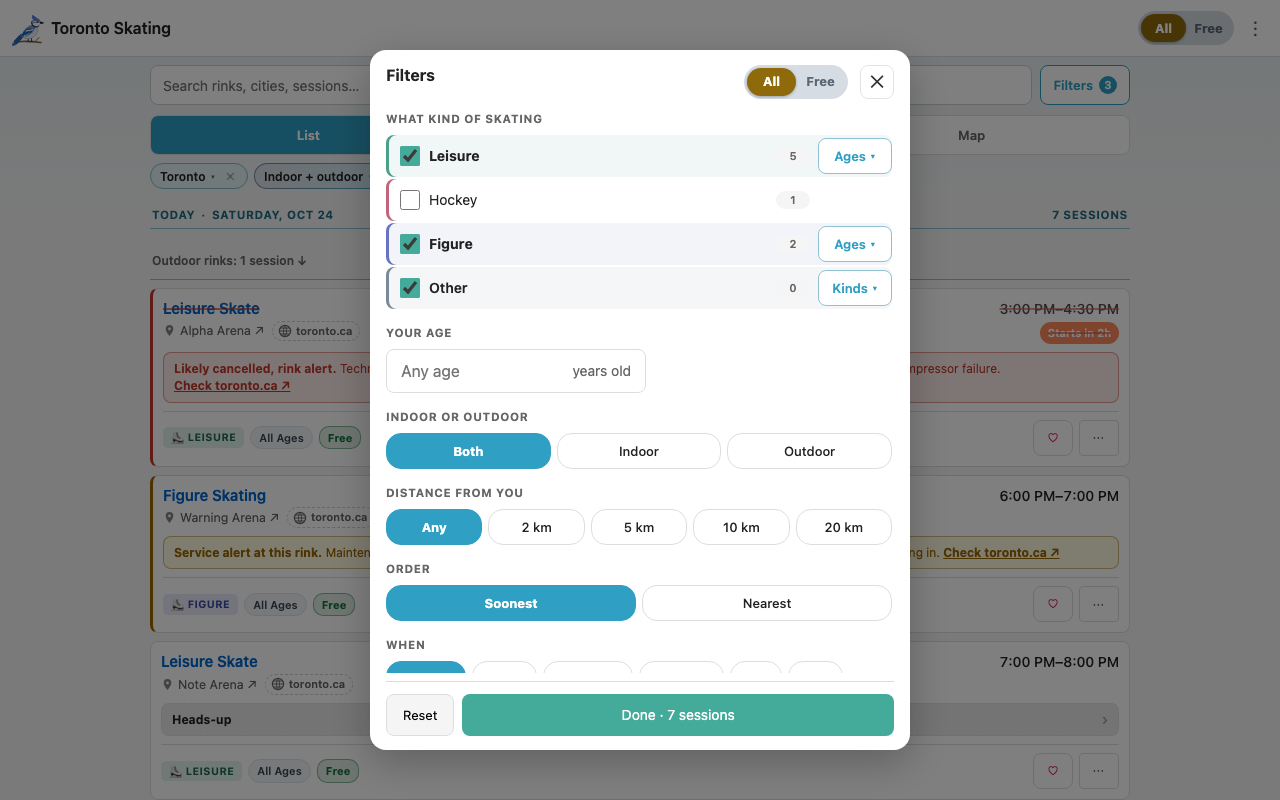 Toronto Skating
All Free
Search rinks, cities, sessions...
Filters 3
List
Map
Toronto · ×
Indoor + outdoor
TODAY · SATURDAY, OCT 24
7 SESSIONS
Outdoor rinks: 1 session ↓
Leisure Skate
3:00 PM–4:30 PM
Alpha Arena ↗ toronto.ca
Starts in 2h
Likely cancelled, rink alert. Techn
mpressor failure.
Check toronto.ca ↗
LEISURE All Ages Free
Figure Skating
6:00 PM–7:00 PM
Warning Arena ↗ toronto.ca
Service alert at this rink. Mainten
ng in. Check toronto.ca ↗
FIGURE All Ages Free
Leisure Skate
7:00 PM–8:00 PM
Note Arena ↗ toronto.ca
Heads-up
LEISURE All Ages Free
Filters
All Free
WHAT KIND OF SKATING
Leisure 5 Ages
Hockey 1
Figure 2 Ages
Other 0 Kinds
YOUR AGE
Any age years old
INDOOR OR OUTDOOR
Both Indoor Outdoor
DISTANCE FROM YOU
Any 2 km 5 km 10 km 20 km
ORDER
Soonest Nearest
WHEN
Reset
Done · 7 sessions